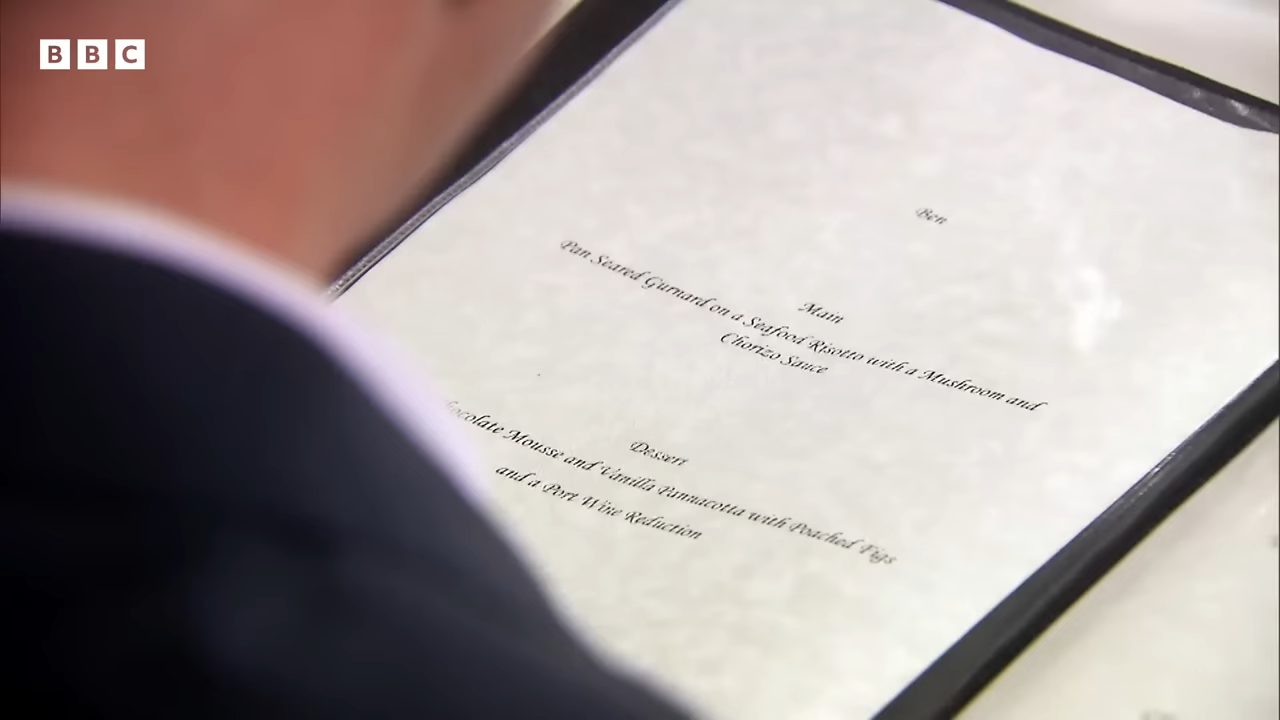 BBC
Ben
Main
Pan Seared Gurnard on a Seafood Risotto with a Mushroom and
Chorizo Sauce
Dessert
hocolate Mousse and Vanilla Pannacotta with Poached Figs
and a Port Wine Reduction